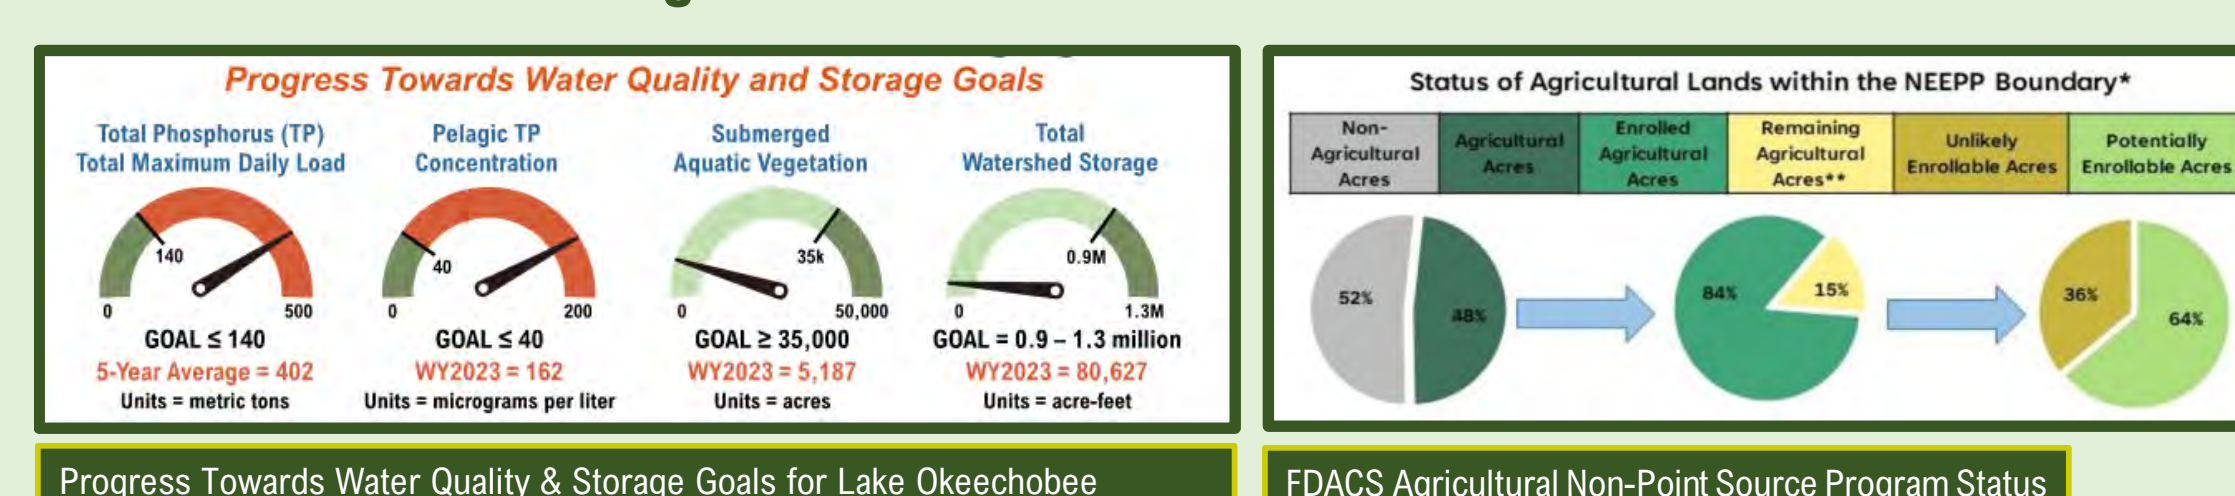 Progress Towards Water Quality and Storage Goals
Total Phosphorus (TP)
Total Maximum Daily Load
140
0
500
GOAL ≤ 140
5-Year Average = 402
Units = metric tons
Pelagic TP
Concentration
40
0
200
GOAL ≤ 40
WY2023 = 162
Units = micrograms per liter
Submerged
Aquatic Vegetation
35k
0
50,000
GOAL ≥ 35,000
WY2023 = 5,187
Units = acres
Total
Watershed Storage
0.9M
0
1.3M
GOAL = 0.9 – 1.3 million
WY2023 = 80,627
Units = acre-feet
Progress Towards Water Quality & Storage Goals for Lake Okeechobee
Status of Agricultural Lands within the NEEPP Boundary*
Non-
Agricultural
Acres
Agricultural
Acres
Enrolled
Agricultural
Acres
Remaining
Agricultural
Acres**
Unlikely
Enrollable Acres
Potentially
Enrollable Acres
52%
48%
84%
15%
36%
64%
FDACS Agricultural Non-Point Source Program Status